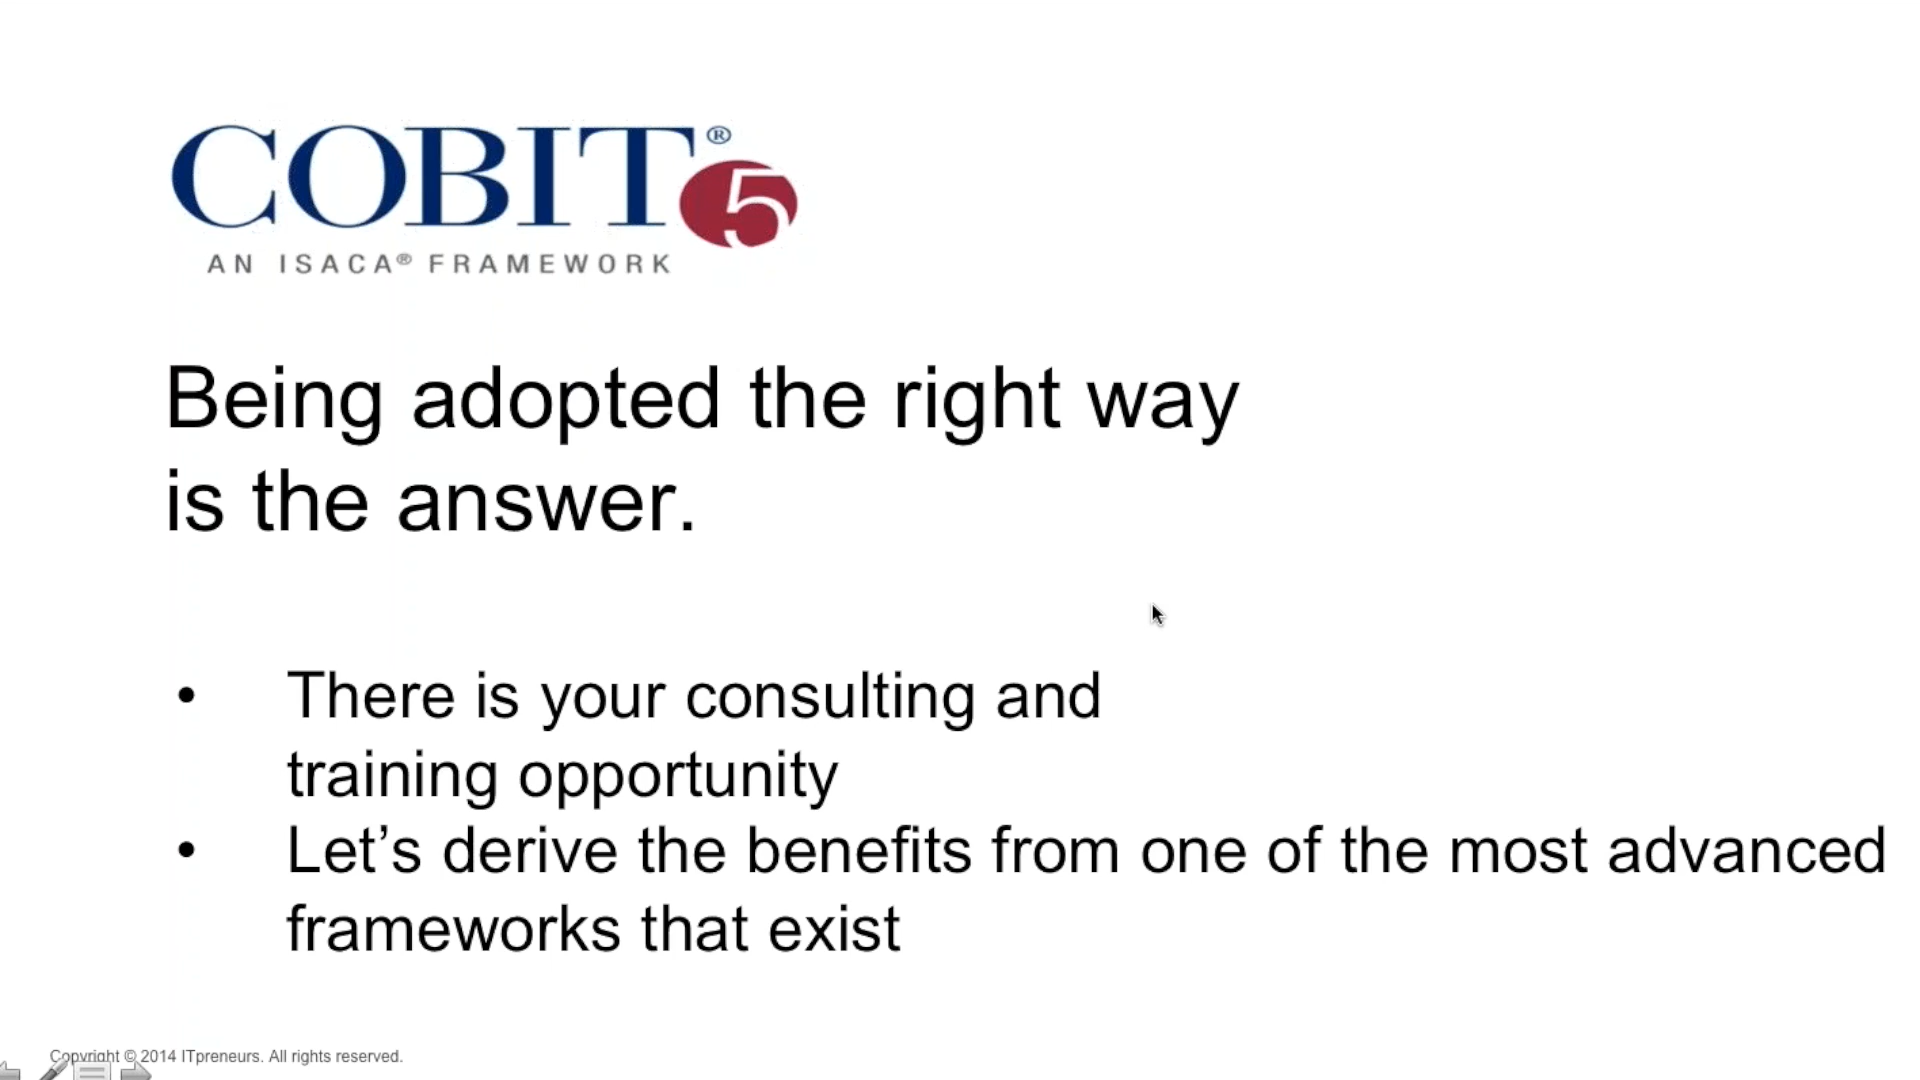 COBIT® 5
AN ISACA® FRAMEWORK
Being adopted the right way
is the answer.
• There is your consulting and
training opportunity
• Let’s derive the benefits from one of the most advanced
frameworks that exist
Copyright © 2014 ITpreneurs. All rights reserved.